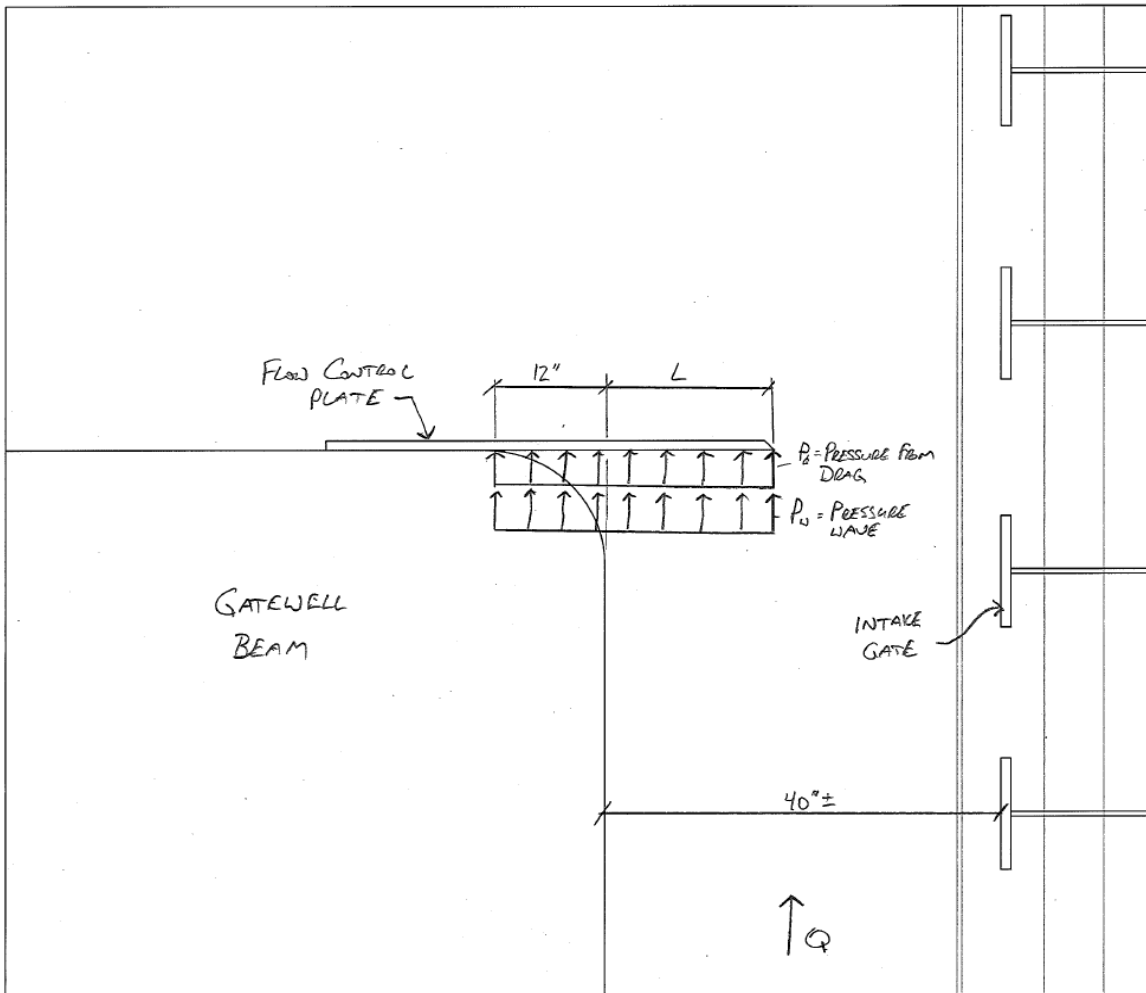 FLOW CONTROL
PLATE
12"
L
Pd = PRESSURE FROM
DRAG
Pw = PRESSURE
WAVE
GATEWELL
BEAM
INTAKE
GATE
40"±
Q